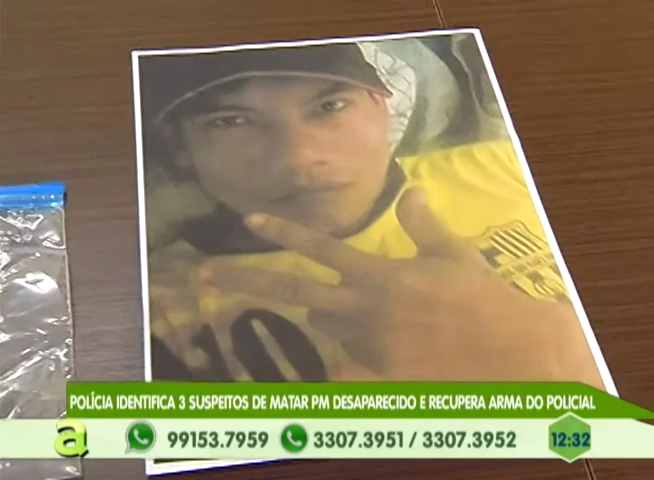 10
POLÍCIA IDENTIFICA 3 SUSPEITOS DE MATAR PM DESAPARECIDO E RECUPERA ARMA DO POLICIAL
a 99153.7959 3307.3951 / 3307.3952 12:32